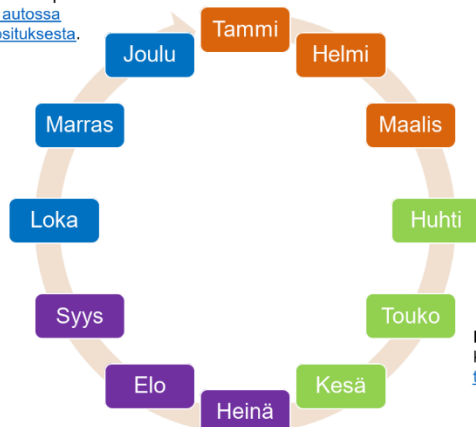 autossa
osituksesta.
Tammi
Helmi
Maalis
Huhti
Touko
Kesä
Heinä
Elo
Syys
Loka
Marras
Joulu